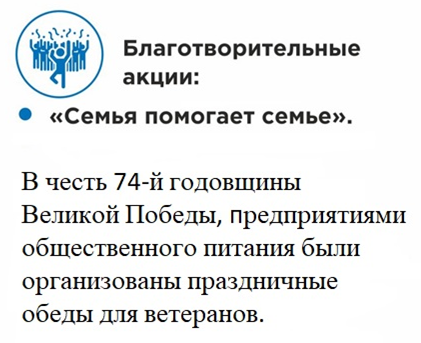 Благотворительные
акции:
• «Семья помогает семье».
В честь 74-й годовщины
Великой Победы, предприятиями
общественного питания были
организованы праздничные
обеды для ветеранов.